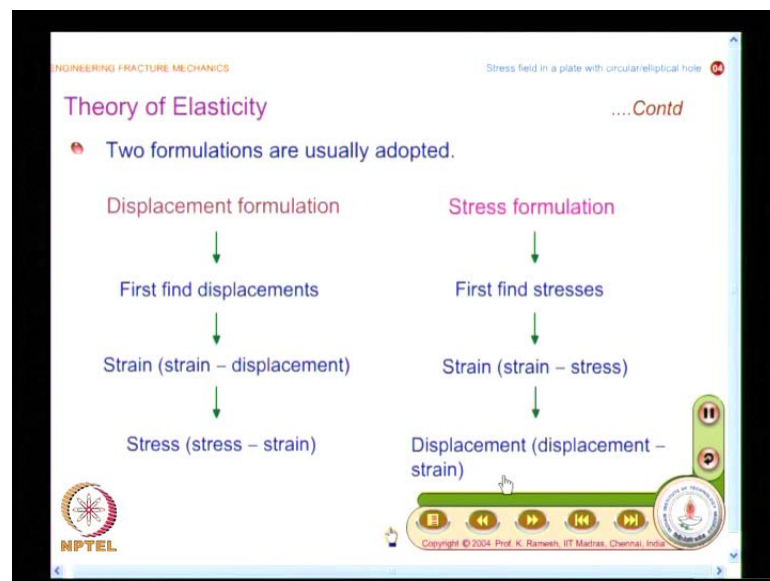 ENGINEERING FRACTURE MECHANICS
Stress field in a plate with circular/elliptical hole 04
Theory of Elasticity
....Contd
Two formulations are usually adopted.
Displacement formulation
First find displacements
Strain (strain – displacement)
Stress (stress – strain)
Stress formulation
First find stresses
Strain (strain – stress)
Displacement (displacement –
strain)
NPTEL
Copyright © 2004 Prof. K. Ramesh, IIT Madras, Chennai, India